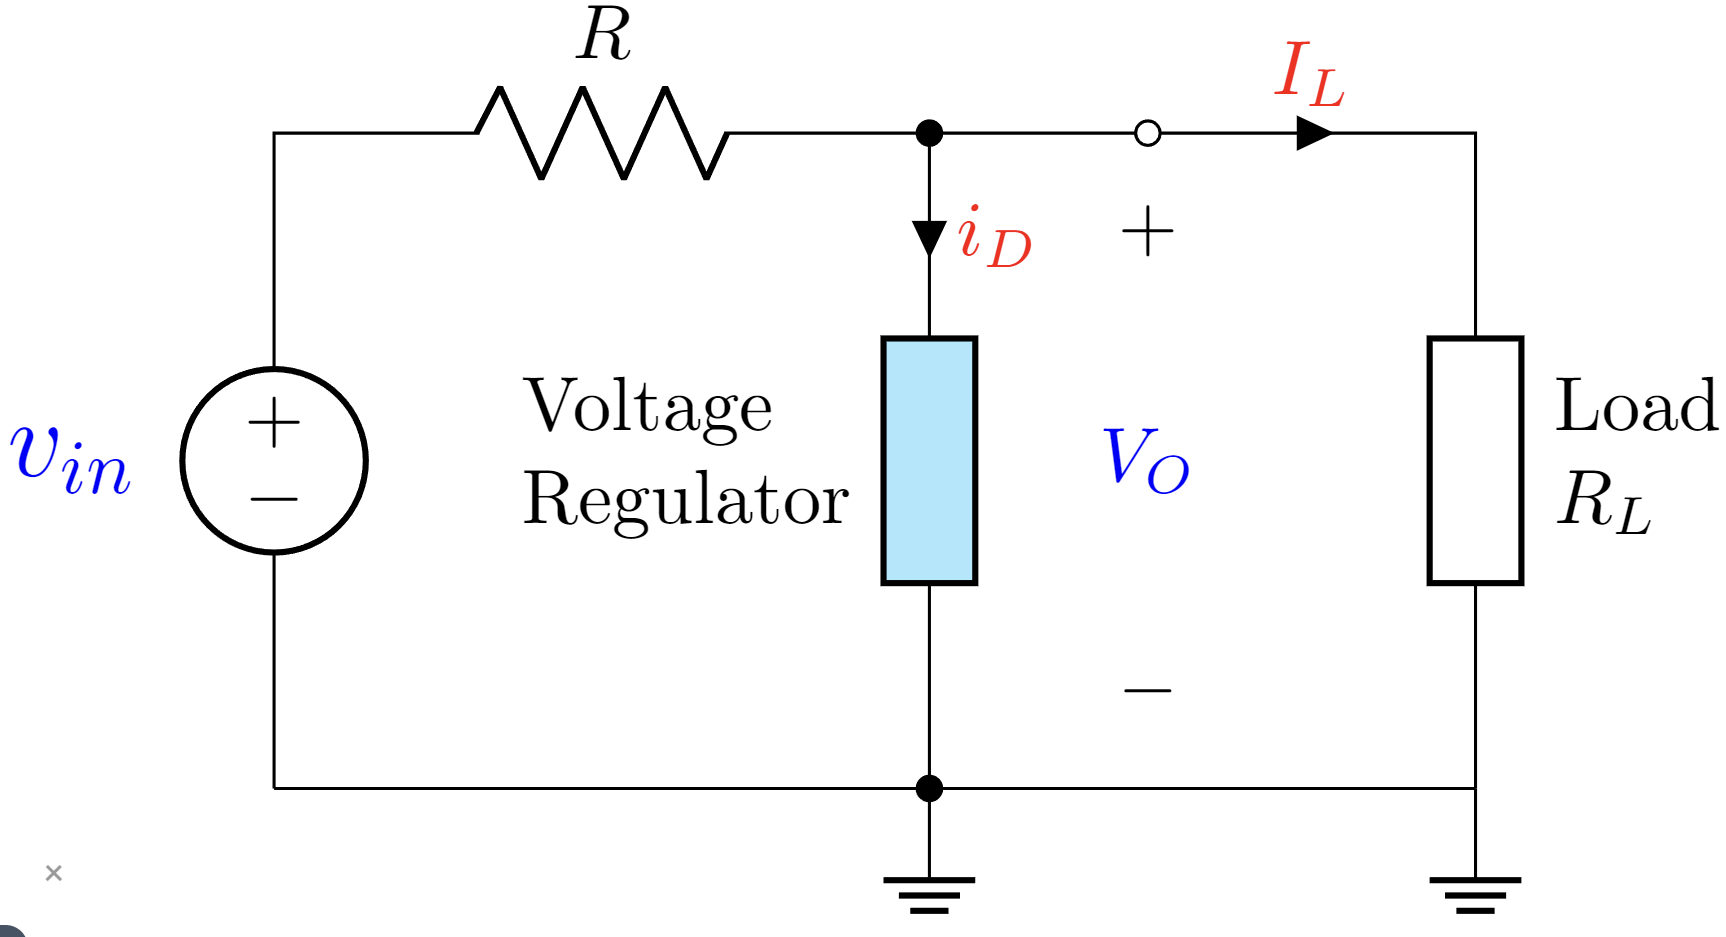 R
I_L
i_D
+
Voltage
Regulator
v_in
+
−
V_O
Load
R_L
−
×